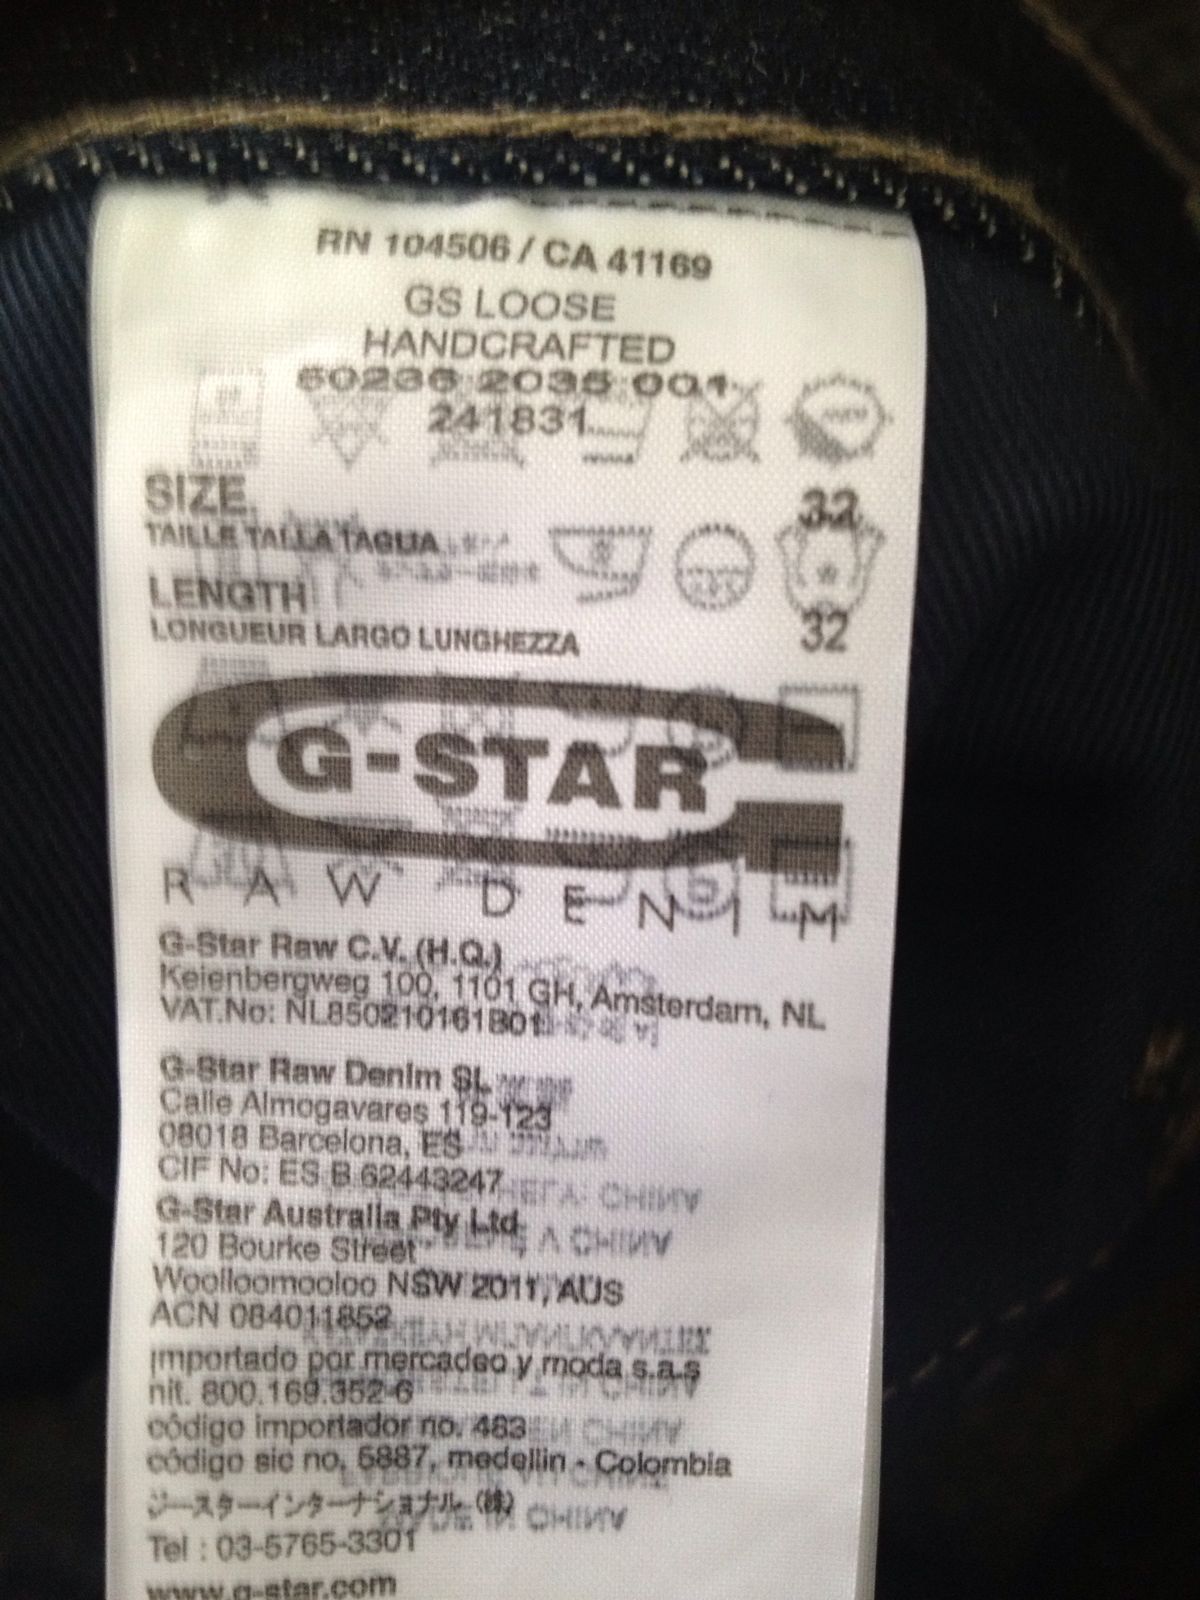 RN 104506 / CA 41169
GS LOOSE
HANDCRAFTED
60236 2035 001
241831
SIZE 32
TAILLE TALLA TAGLIA
LENGTH
LONGUEUR LARGO LUNGHEZZA 32
G-STAR
RAW DENIM
G-Star Raw C.V. (H.Q.)
Keienbergweg 100, 1101 GH, Amsterdam, NL
VAT.No: NL850210161B01
G-Star Raw Denim SL
Calle Almogavares 119-123
08018 Barcelona, ES
CIF No: ES B 62443247
G-Star Australia Pty Ltd
120 Bourke Street
Woolloomooloo NSW 2011, AUS
ACN 084011852
importado por mercadeo y moda s.a.s
nit. 800.169.352-6
código importador no. 463
código sic no. 5887, medellin - Colombia
ジースターインターナショナル (株)
Tel : 03-5765-3301
www.g-star.com